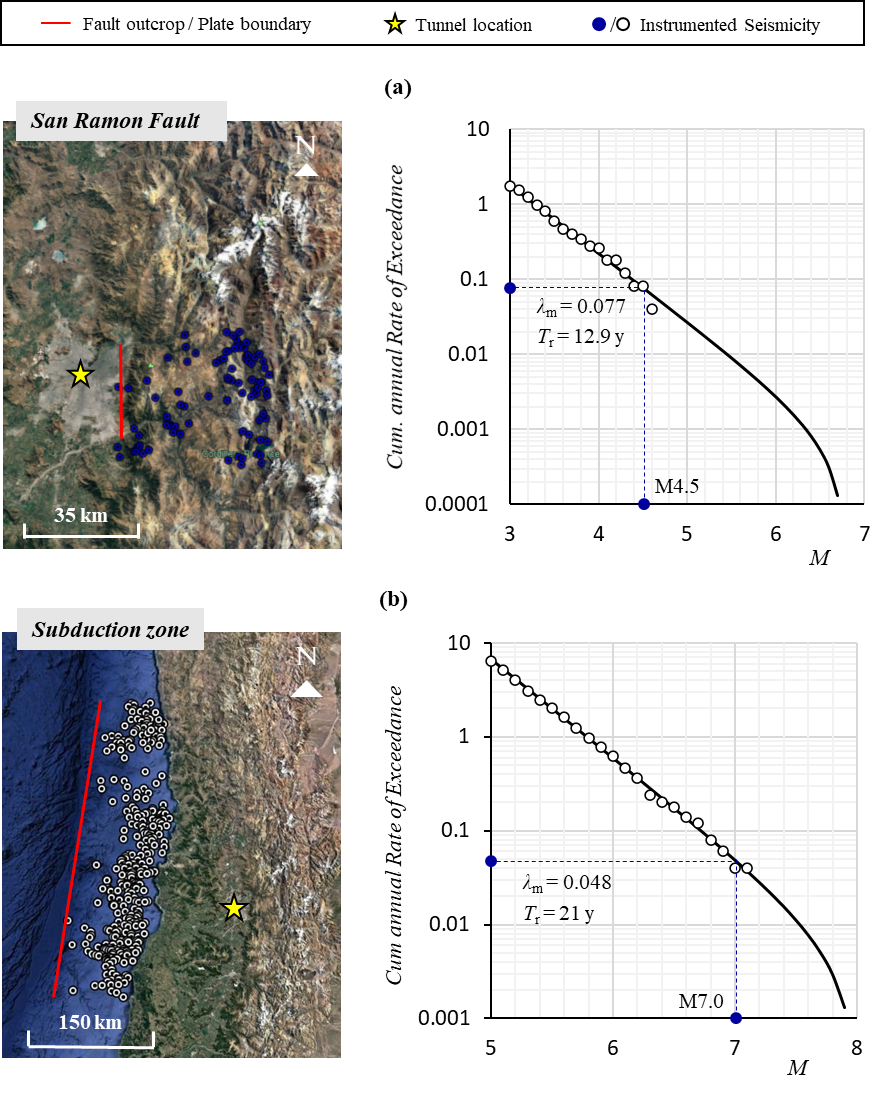 Fault outcrop / Plate boundary
Tunnel location
/ Instrumented Seismicity
(a)
San Ramon Fault
N
35 km
Cum. annual Rate of Exceedance
10
1
0.1
0.01
0.001
0.0001
λm = 0.077
Tr = 12.9 y
M4.5
3 4 5 6 7
M
(b)
Subduction zone
N
150 km
Cum annual Rate of Exceedance
10
1
0.1
0.01
0.001
λm = 0.048
Tr = 21 y
M7.0
5 6 7 8
M